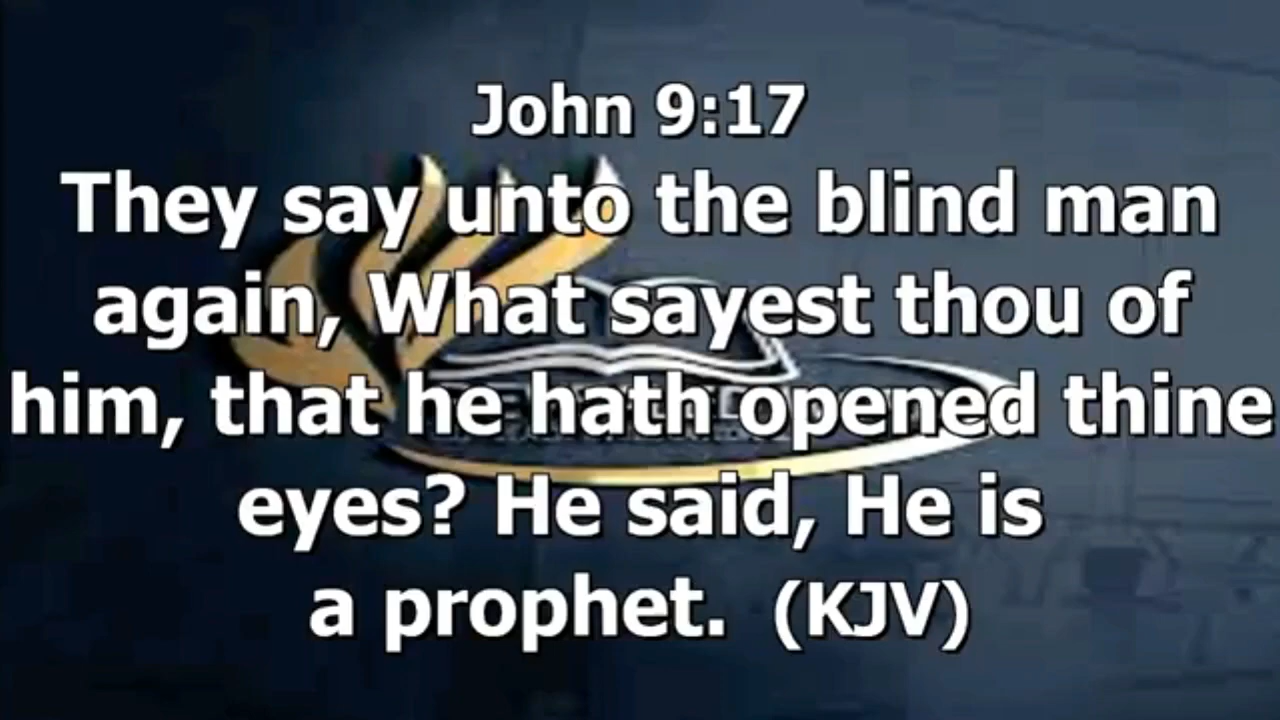 John 9:17
They say unto the blind man
again, What sayest thou of
him, that he hath opened thine
eyes? He said, He is
a prophet. (KJV)